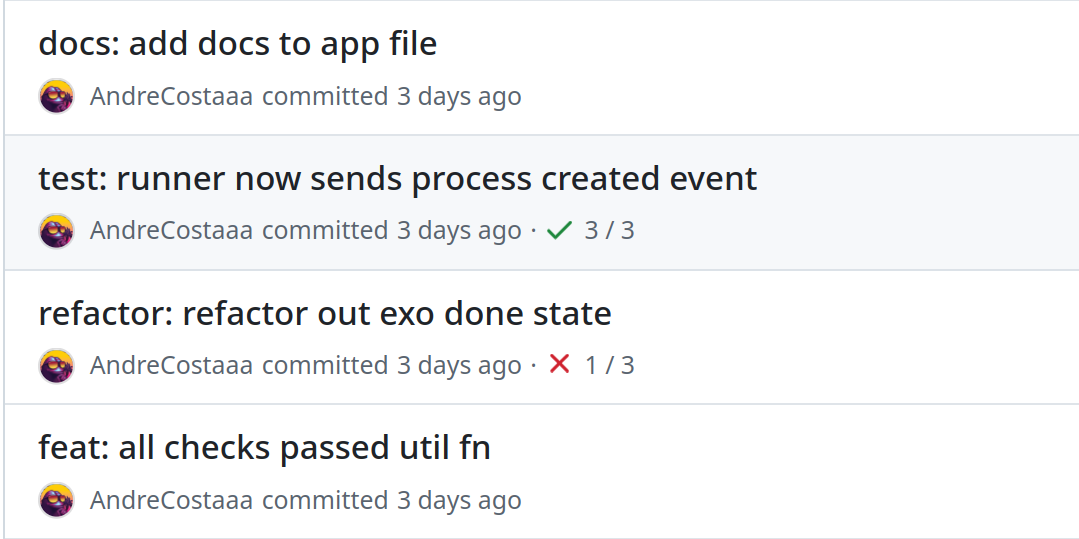 docs: add docs to app file
AndreCostaaa committed 3 days ago
test: runner now sends process created event
AndreCostaaa committed 3 days ago · 3 / 3
refactor: refactor out exo done state
AndreCostaaa committed 3 days ago · 1 / 3
feat: all checks passed util fn
AndreCostaaa committed 3 days ago